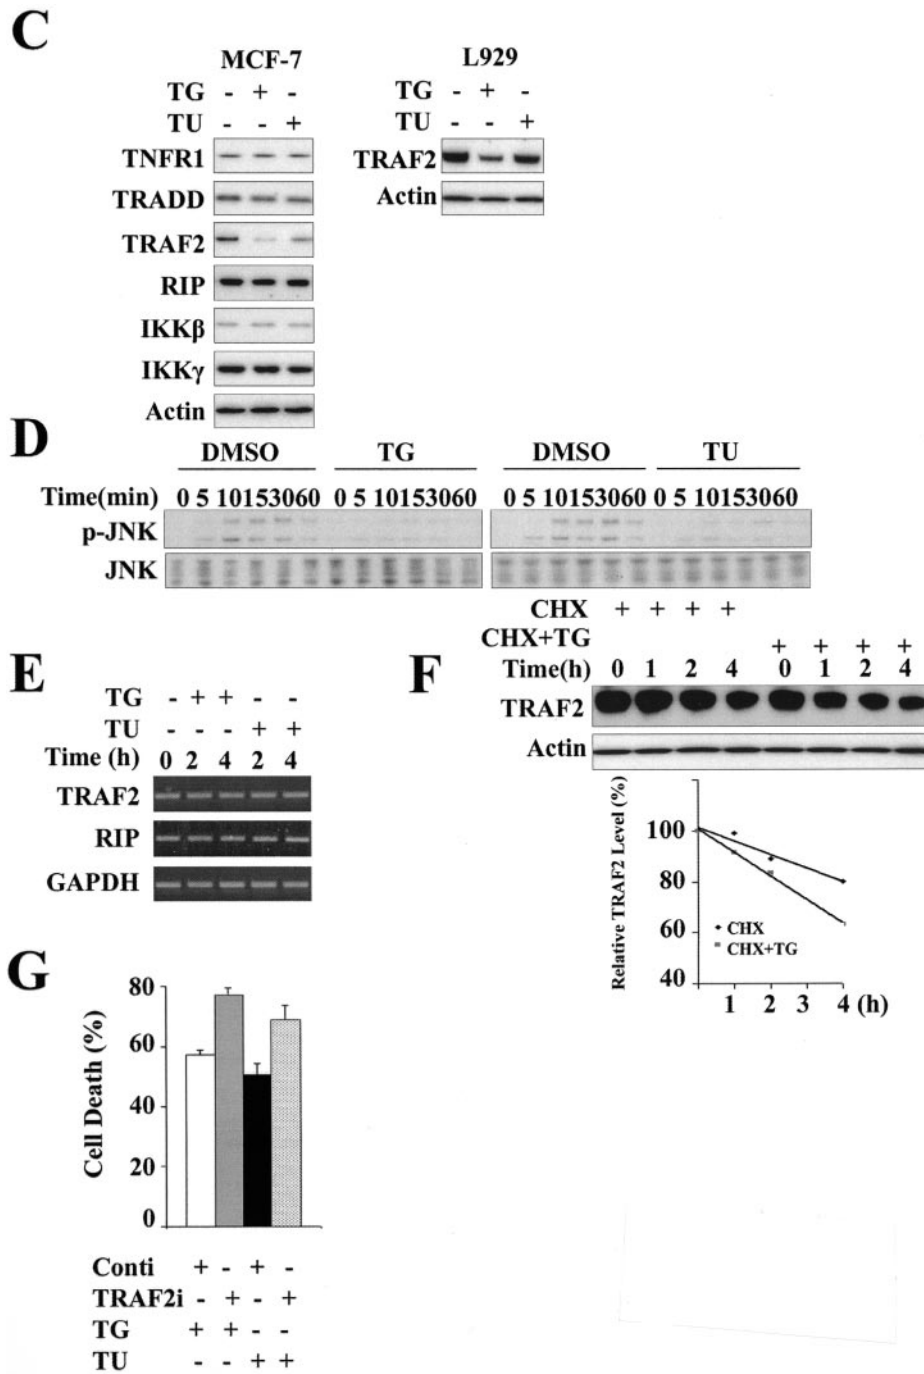 C
MCF-7
TG - + -
TU - - +
TNFR1
TRADD
TRAF2
RIP
IKKβ
IKKγ
Actin
L929
TG - + -
TU - - +
TRAF2
Actin
D
DMSO TG DMSO TU
Time(min) 0 5 10153060 0 5 10153060 0 5 10153060 0 5 10153060
p-JNK
JNK
E
TG - + + - -
TU - - - + +
Time (h) 0 2 4 2 4
TRAF2
RIP
GAPDH
F
CHX + + + +
CHX+TG + + + +
Time(h) 0 1 2 4 0 1 2 4
TRAF2
Actin
Relative TRAF2 Level (%)
100
80
60
40
CHX
CHX+TG
1 2 3 4 (h)
G
Cell Death (%)
80
60
40
20
0
Conti + - + -
TRAF2i - + - +
TG + + - -
TU - - + +